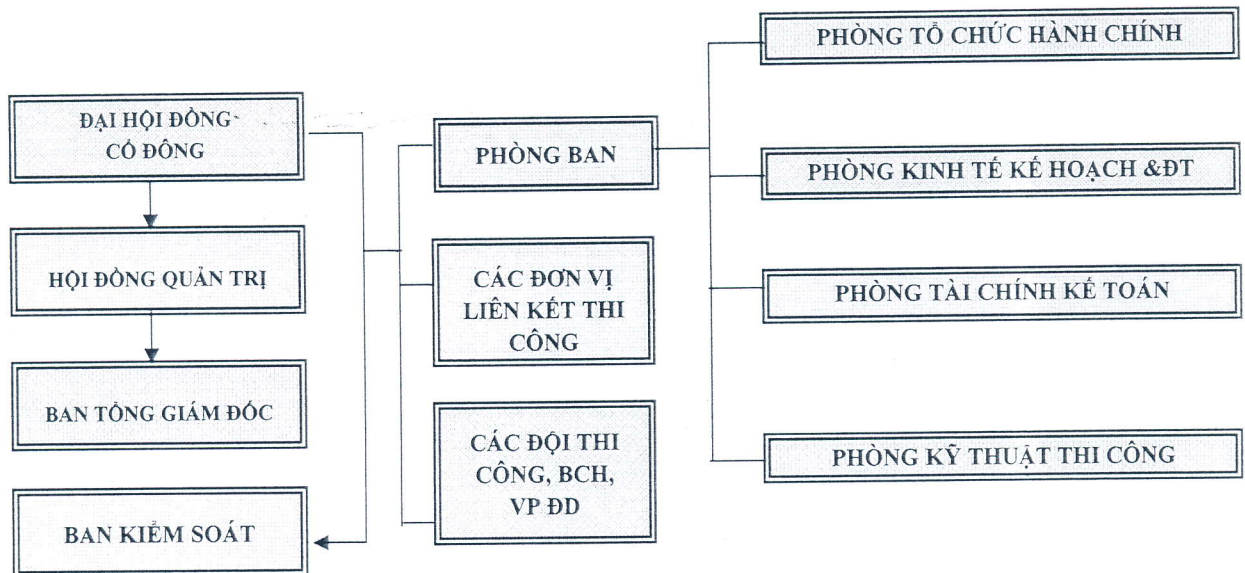 ĐẠI HỘI ĐỒNG
CỔ ĐÔNG
HỘI ĐỒNG QUẢN TRỊ
BAN TỔNG GIÁM ĐỐC
BAN KIỂM SOÁT
PHÒNG BAN
CÁC ĐƠN VỊ
LIÊN KẾT THI
CÔNG
CÁC ĐỘI THI
CÔNG, BCH,
VP ĐD
PHÒNG TỔ CHỨC HÀNH CHÍNH
PHÒNG KINH TẾ KẾ HOẠCH &ĐT
PHÒNG TÀI CHÍNH KẾ TOÁN
PHÒNG KỸ THUẬT THI CÔNG